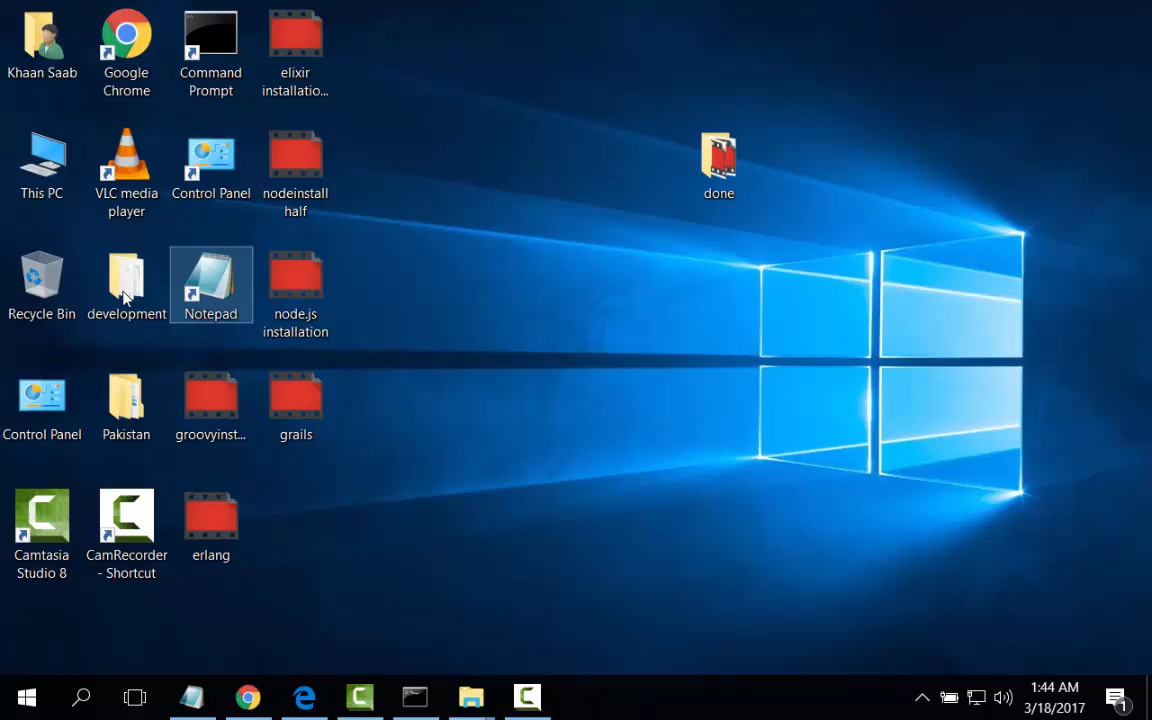 Khaan Saab
Google
Chrome
Command
Prompt
elixir
installatio...
This PC
VLC media
player
Control Panel
nodeinstall
half
done
Recycle Bin
development
Notepad
node.js
installation
Control Panel
Pakistan
groovyinst...
grails
Camtasia
Studio 8
CamRecorder
- Shortcut
erlang
1:44 AM
3/18/2017
1